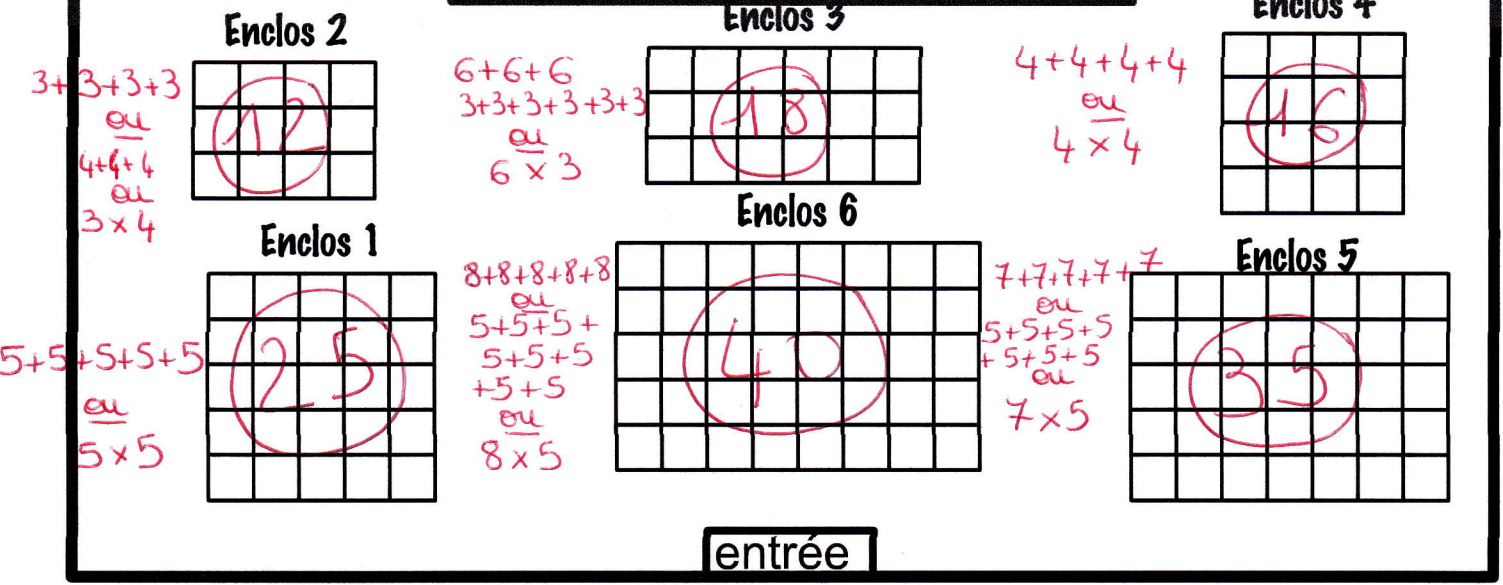 Enclos 2
3+3+3+3
ou
4+4+4
ou
3×4
12
Enclos 3
6+6+6
3+3+3+3+3+3
ou
6×3
18
Enclos 4
4+4+4+4
ou
4×4
16
Enclos 1
5+5+5+5+5
ou
5×5
25
Enclos 6
8+8+8+8+8
ou
5+5+5+
5+5+5
+5+5
ou
8×5
40
Enclos 5
7+7+7+7+7
ou
5+5+5+5
+5+5+5
ou
7×5
35
entrée